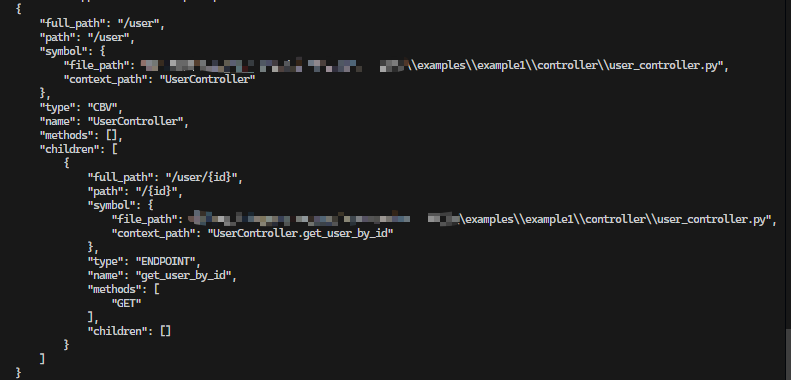 {
    "full_path": "/user",
    "path": "/user",
    "symbol": {
        "file_path": \\examples\\example1\\controller\\user_controller.py",
        "context_path": "UserController"
    },
    "type": "CBV",
    "name": "UserController",
    "methods": [],
    "children": [
        {
            "full_path": "/user/{id}",
            "path": "/{id}",
            "symbol": {
                "file_path": \\examples\\example1\\controller\\user_controller.py",
                "context_path": "UserController.get_user_by_id"
            },
            "type": "ENDPOINT",
            "name": "get_user_by_id",
            "methods": [
                "GET"
            ],
            "children": []
        }
    ]
}